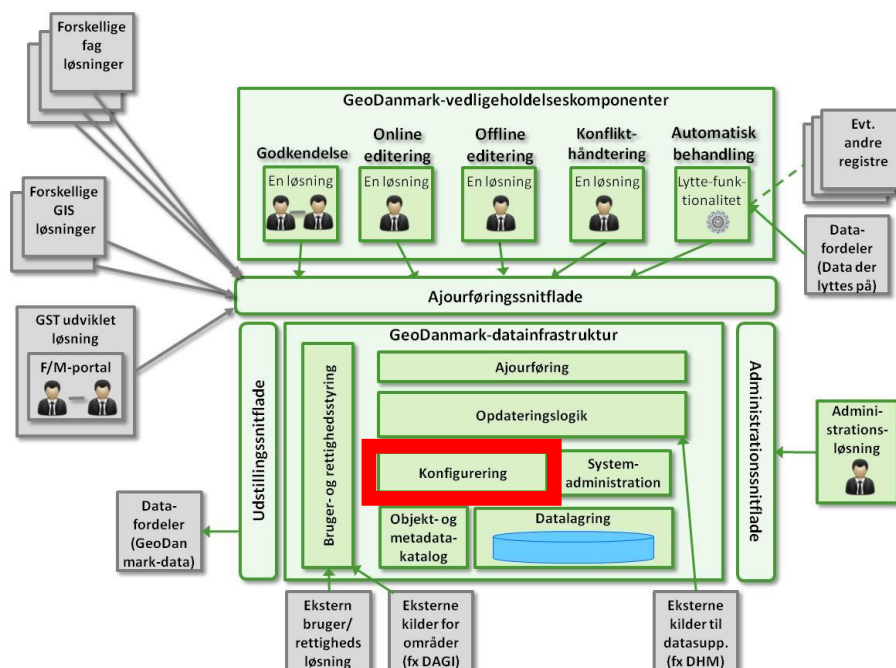 Forskellige
fag
løsninger
GeoDanmark-vedligeholdelseskomponenter
Godkendelse
Online
editering
Offline
editering
Konflikt-
håndtering
Automatisk
behandling
En løsning
En løsning
En løsning
En løsning
Lytte-funk-
tionalitet
Evt.
andre
registre
Forskellige
GIS
løsninger
Data-
fordeler
(Data der
lyttes på)
Ajourføringssnitflade
GST udviklet
løsning
F/M-portal
Udstillingssnitflade
GeoDanmark-datainfrastruktur
Bruger- og rettighedsstyring
Ajourføring
Opdateringslogik
Konfigurering
System-
administration
Objekt- og
metadata-
katalog
Datalagring
Administrationssnitflade
Admini-
strations-
løsning
Data-
fordeler
(GeoDan
mark-data)
Ekstern
bruger/
rettigheds
løsning
Eksterne
kilder for
områder
(fx DAGI)
Eksterne
kilder til
datasupp.
(fx DHM)